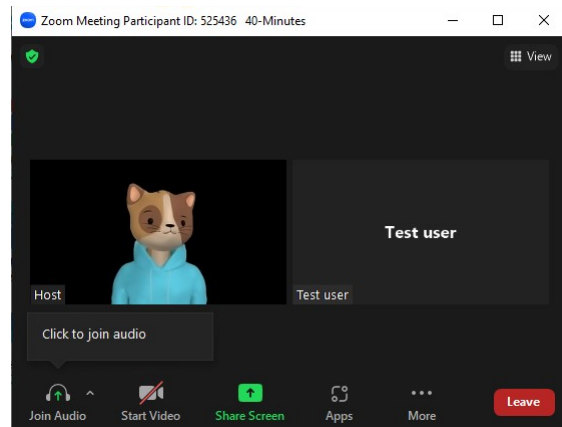 zoom Zoom Meeting Participant ID: 525436 40-Minutes
View
Test user
Host
Test user
Click to join audio
Join Audio
Start Video
Share Screen
Apps
More
Leave